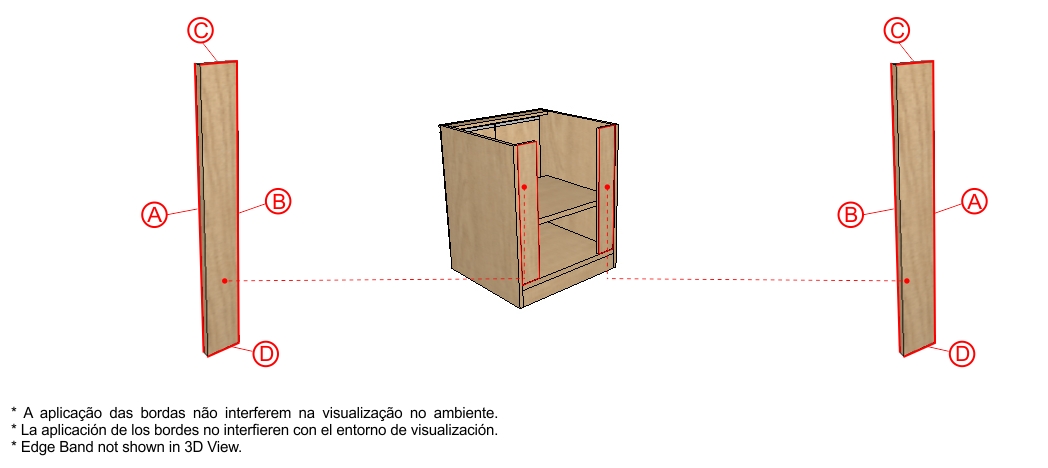 C
C
A
B
B
A
D
D
* A aplicação das bordas não interferem na visualização no ambiente.
* La aplicación de los bordes no interfieren con el entorno de visualización.
* Edge Band not shown in 3D View.